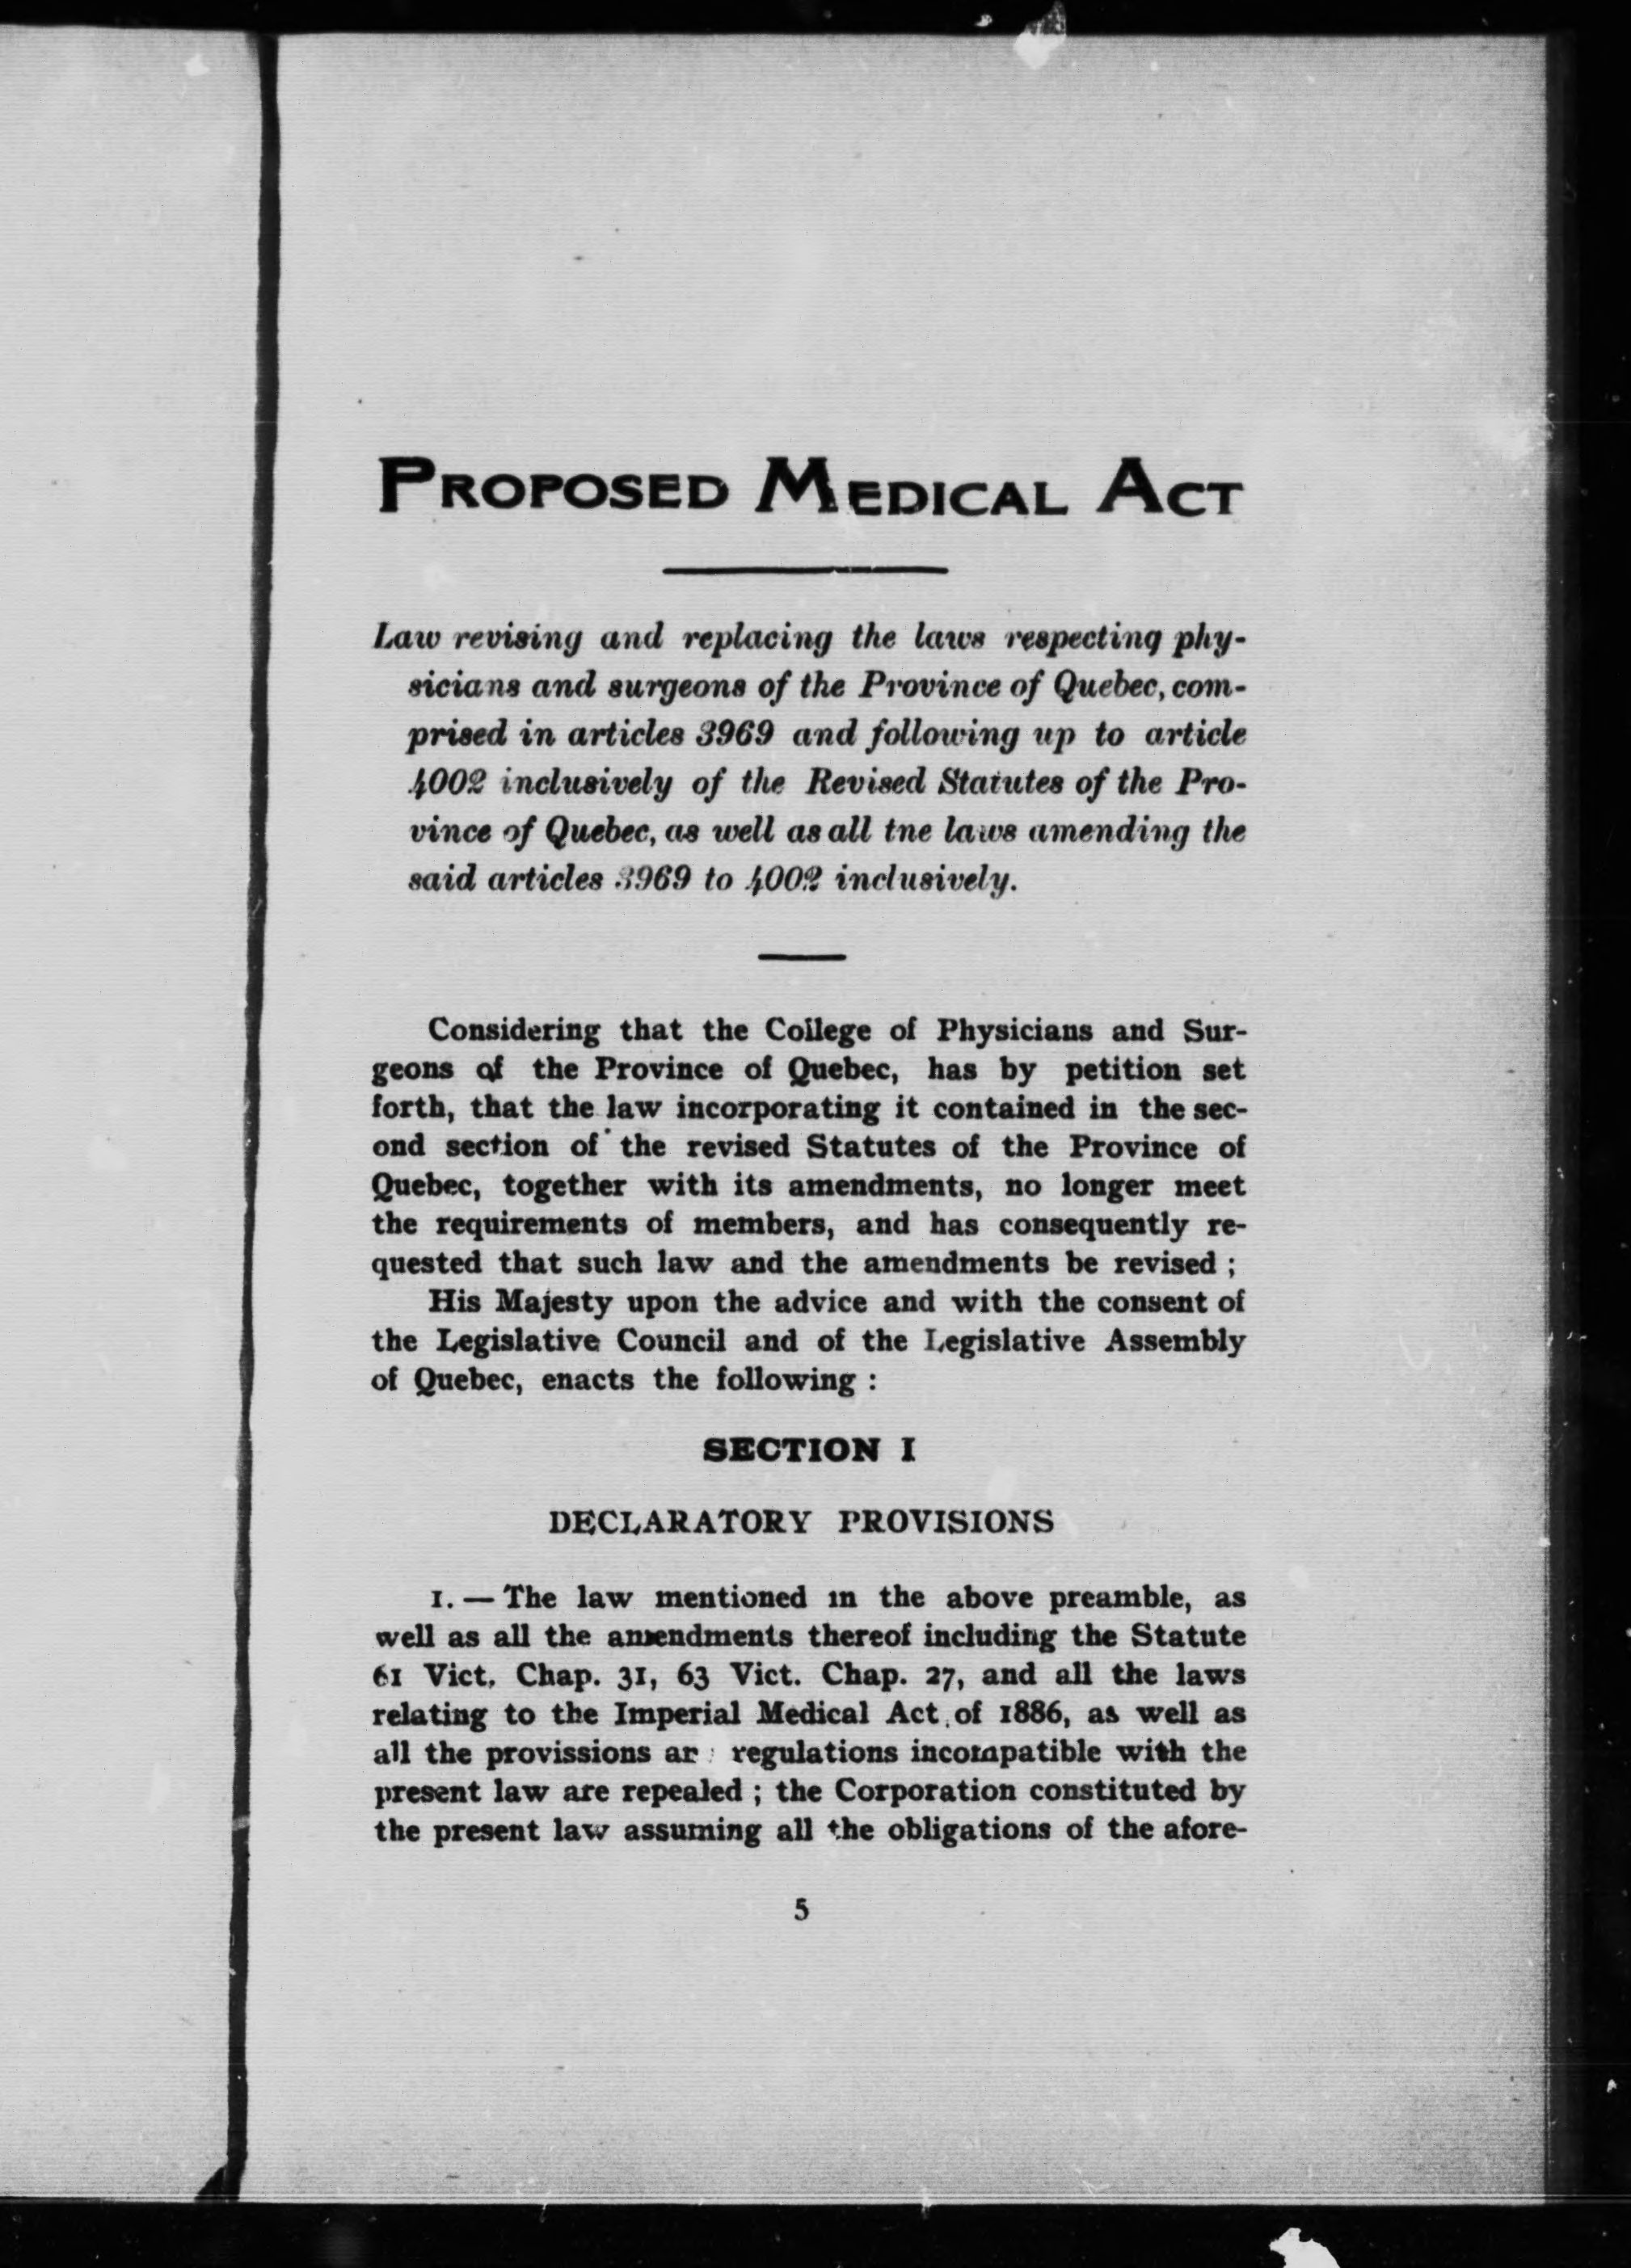 PROPOSED MEDICAL ACT
Law revising and replacing the laws respecting phy-
sicians and surgeons of the Province of Quebec, com-
prised in articles 3969 and following up to article
4002 inclusively of the Revised Statutes of the Pro-
vince of Quebec, as well as all tne laws amending the
said articles 3969 to 4002 inclusively.
Considering that the College of Physicians and Sur-
geons of the Province of Quebec, has by petition set
forth, that the law incorporating it contained in the sec-
ond section of the revised Statutes of the Province of
Quebec, together with its amendments, no longer meet
the requirements of members, and has consequently re-
quested that such law and the amendments be revised ;
His Majesty upon the advice and with the consent of
the Legislative Council and of the Legislative Assembly
of Quebec, enacts the following :
SECTION I
DECLARATORY PROVISIONS
1. — The law mentioned in the above preamble, as
well as all the amendments thereof including the Statute
61 Vict. Chap. 31, 63 Vict. Chap. 27, and all the laws
relating to the Imperial Medical Act of 1886, as well as
all the provissions ar regulations incompatible with the
present law are repealed ; the Corporation constituted by
the present law assuming all the obligations of the afore-
5